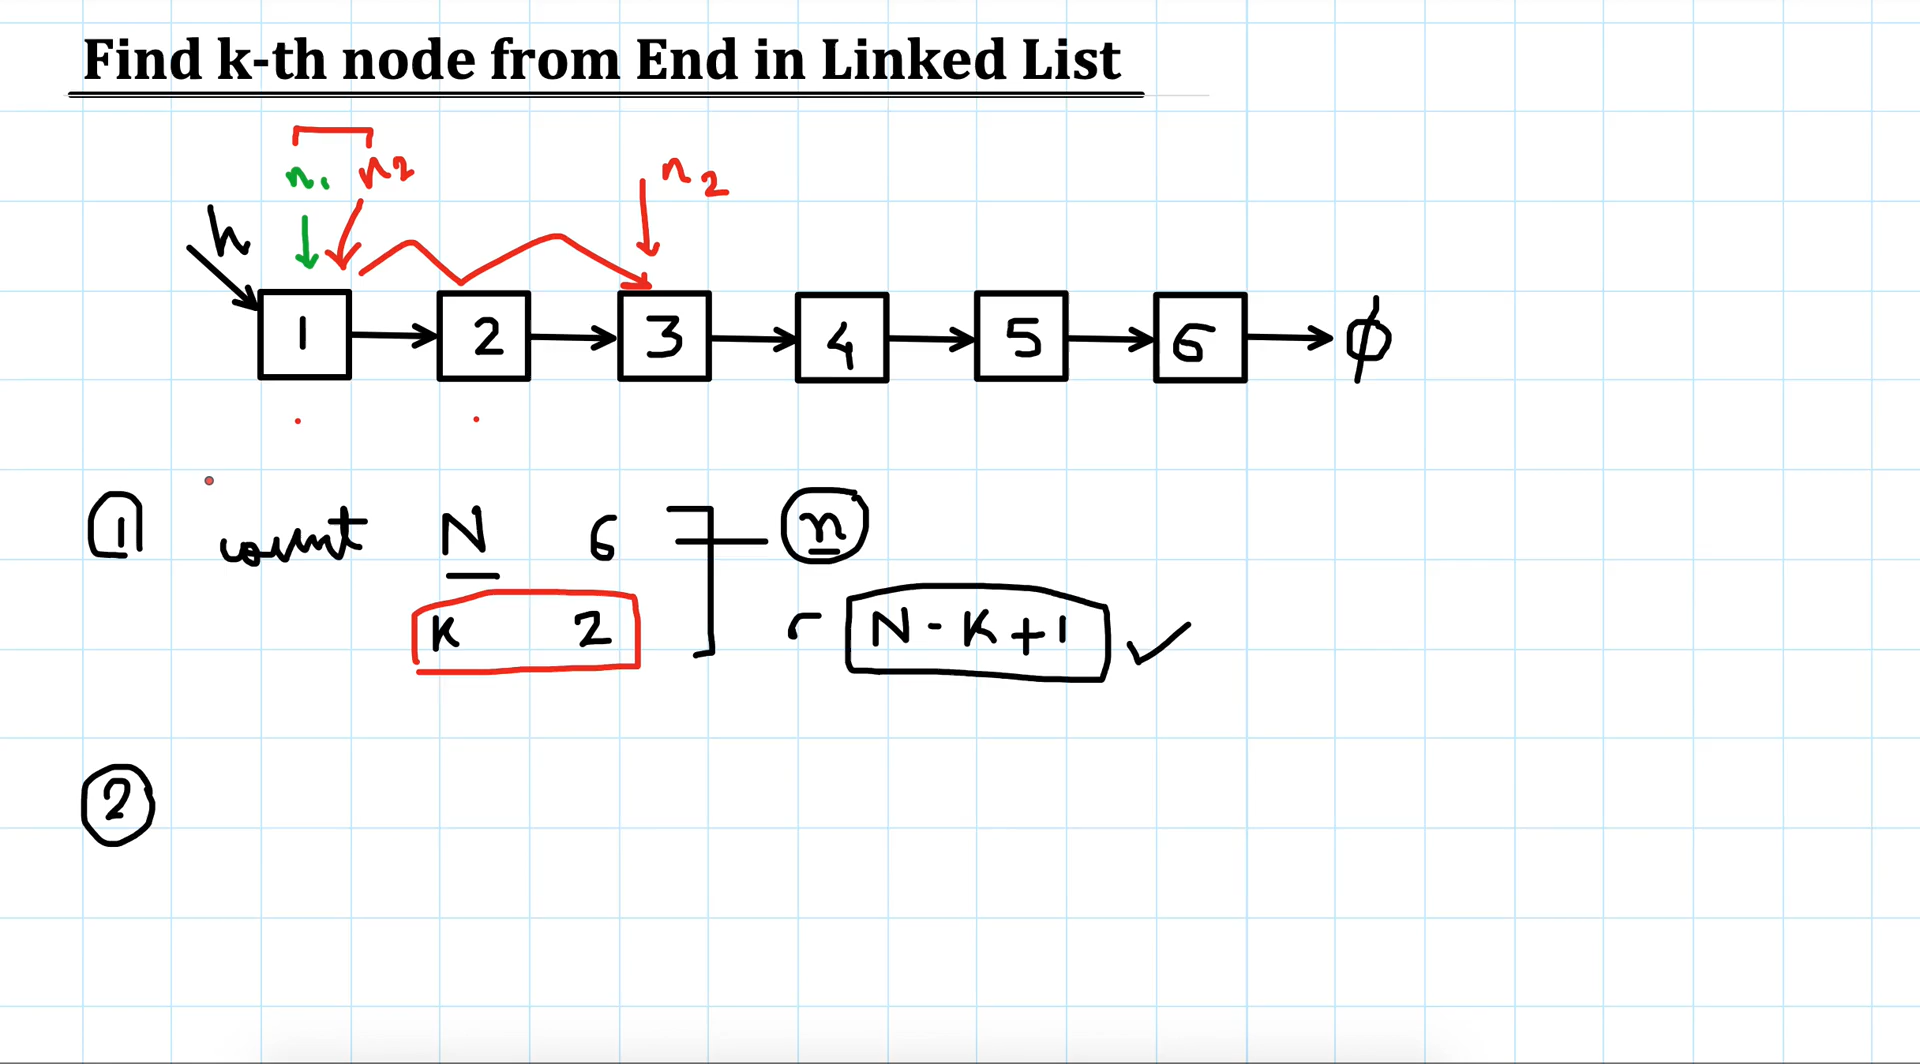 Find k-th node from End in Linked List
n1 n2 n2
h
1 2 3 4 5 6 ϕ
1 count N 6 n
K 2 N - K + 1
2